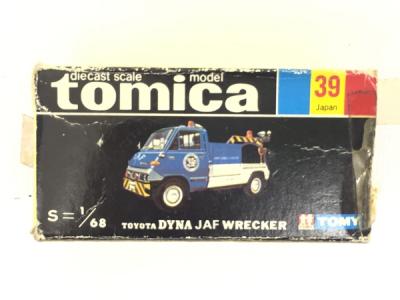 diecast scale model
tomica
39
Japan
S=1/68
TOYOTA DYNA JAF WRECKER
TOMY